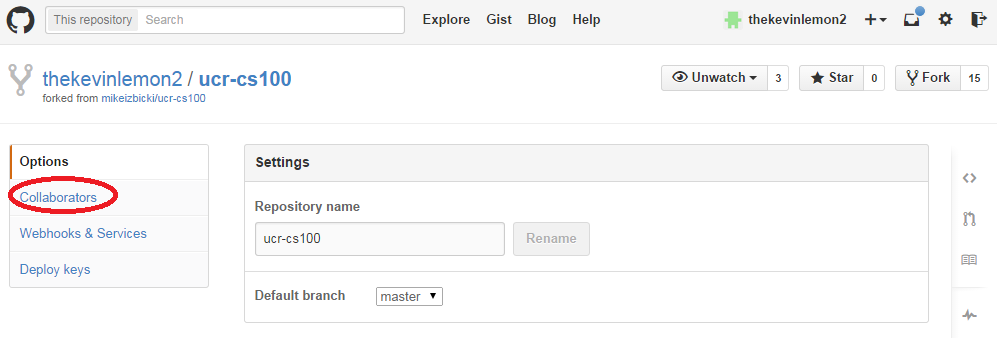 This repository Search Explore Gist Blog Help thekevinlemon2
thekevinlemon2 / ucr-cs100 Unwatch 3 Star 0 Fork 15
forked from mikeizbicki/ucr-cs100
Options
Collaborators
Webhooks & Services
Deploy keys
Settings
Repository name
ucr-cs100 Rename
Default branch master